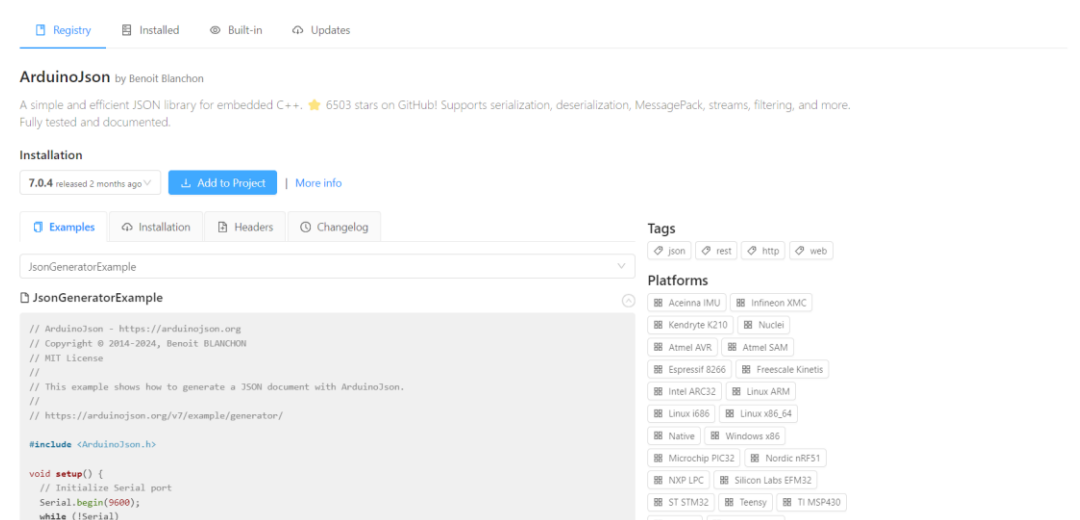 Registry Installed Built-in Updates
ArduinoJson by Benoit Blanchon
A simple and efficient JSON library for embedded C++. ⭐ 6503 stars on GitHub! Supports serialization, deserialization, MessagePack, streams, filtering, and more.
Fully tested and documented.
Installation
7.0.4 released 2 months ago Add to Project | More info
Examples Installation Headers Changelog
JsonGeneratorExample
JsonGeneratorExample
// ArduinoJson - https://arduinojson.org
// Copyright © 2014-2024, Benoit BLANCHON
// MIT License
//
// This example shows how to generate a JSON document with ArduinoJson.
//
// https://arduinojson.org/v7/example/generator/
#include <ArduinoJson.h>
void setup() {
// Initialize Serial port
Serial.begin(9600);
while (!Serial)
Tags
json rest http web
Platforms
Aceinna IMU Infineon XMC
Kendryte K210 Nuclei
Atmel AVR Atmel SAM
Espressif 8266 Freescale Kinetis
Intel ARC32 Linux ARM
Linux i686 Linux x86_64
Native Windows x86
Microchip PIC32 Nordic nRF51
NXP LPC Silicon Labs EFM32
ST STM32 Teensy TI MSP430